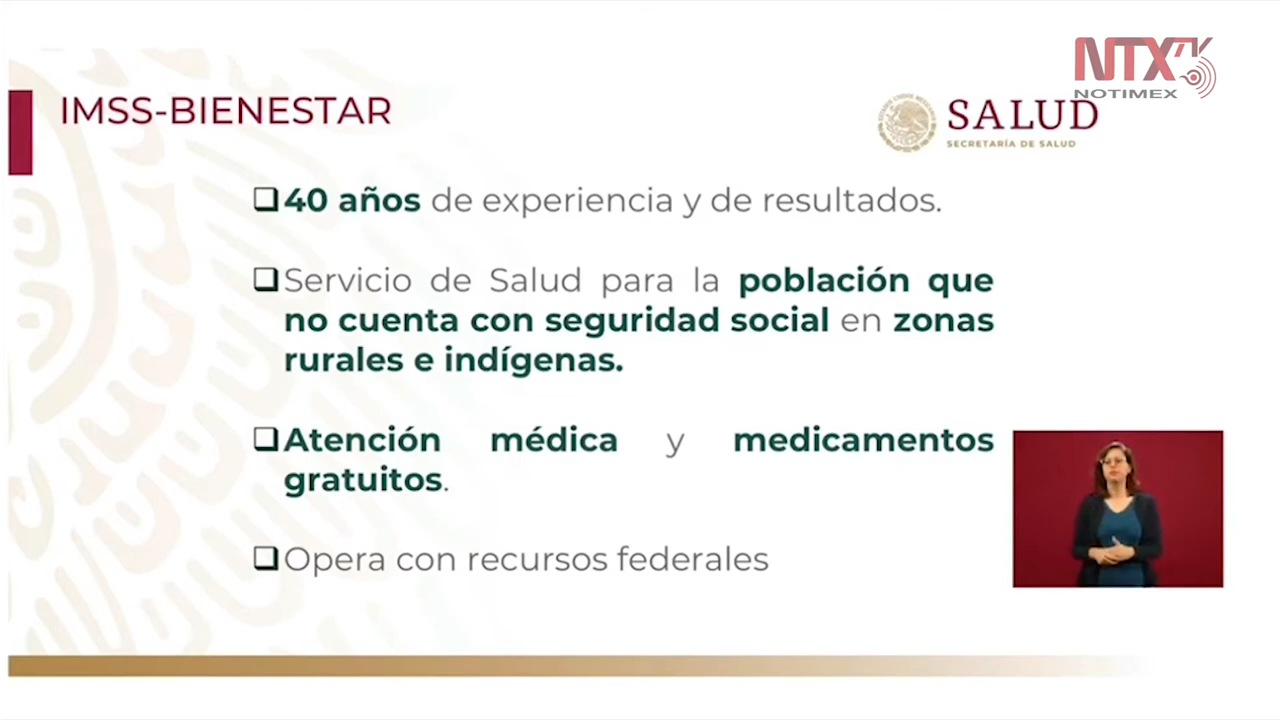 NTX TV
NOTIMEX
IMSS-BIENESTAR
SALUD
SECRETARÍA DE SALUD
40 años de experiencia y de resultados.
Servicio de Salud para la población que
no cuenta con seguridad social en zonas
rurales e indígenas.
Atención médica y medicamentos
gratuitos.
Opera con recursos federales